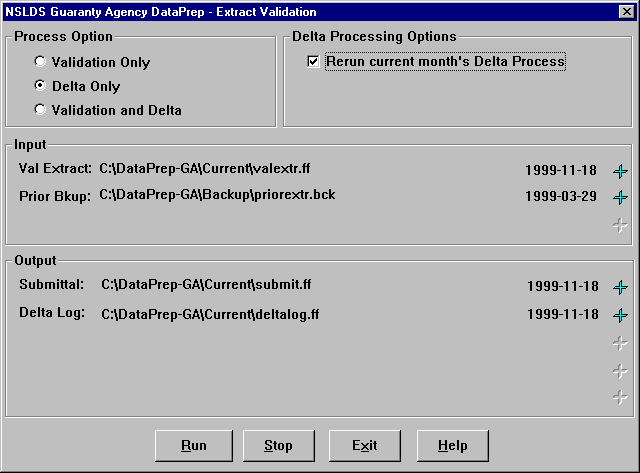 NSLDS Guaranty Agency DataPrep - Extract Validation
Process Option
Validation Only
Delta Only
Validation and Delta
Delta Processing Options
Rerun current month's Delta Process
Input
Val Extract: C:\DataPrep-GA\Current\valextr.ff 1999-11-18
Prior Bkup: C:\DataPrep-GA\Backup\priorextr.bck 1999-03-29
Output
Submittal: C:\DataPrep-GA\Current\submit.ff 1999-11-18
Delta Log: C:\DataPrep-GA\Current\deltalog.ff 1999-11-18
Run Stop Exit Help